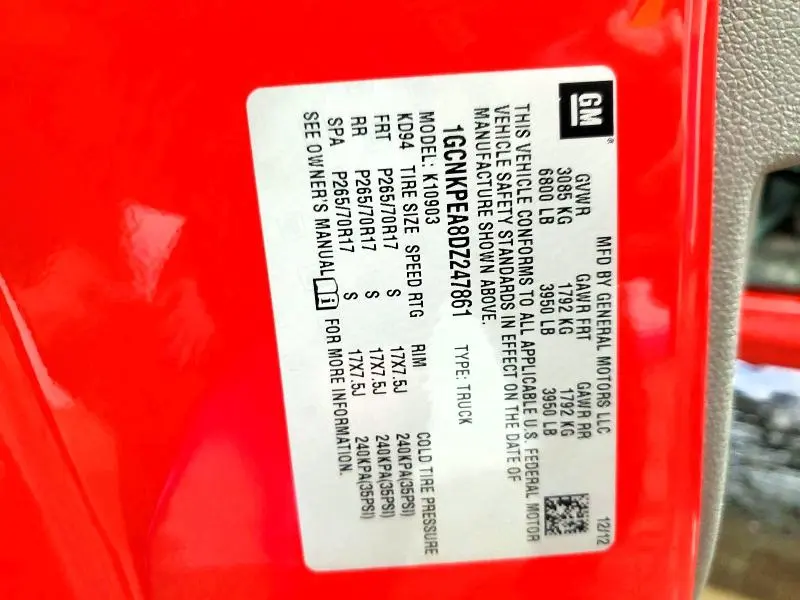 GM®
MFD BY GENERAL MOTORS LLC 12/12
GVWR GAWR FRT GAWR RR
3085 KG 1792 KG 1792 KG
6800 LB 3950 LB 3950 LB
THIS VEHICLE CONFORMS TO ALL APPLICABLE U.S. FEDERAL MOTOR
VEHICLE SAFETY STANDARDS IN EFFECT ON THE DATE OF
MANUFACTURE SHOWN ABOVE.
1GCNKPEA8DZ247861 TYPE: TRUCK
MODEL: K10903
KD94 TIRE SIZE SPEED RTG RIM COLD TIRE PRESSURE
FRT P265/70R17 S 17X7.5J 240KPA(35PSI)
RR P265/70R17 S 17X7.5J 240KPA(35PSI)
SPA P265/70R17 S 17X7.5J 240KPA(35PSI)
SEE OWNER'S MANUAL i FOR MORE INFORMATION.